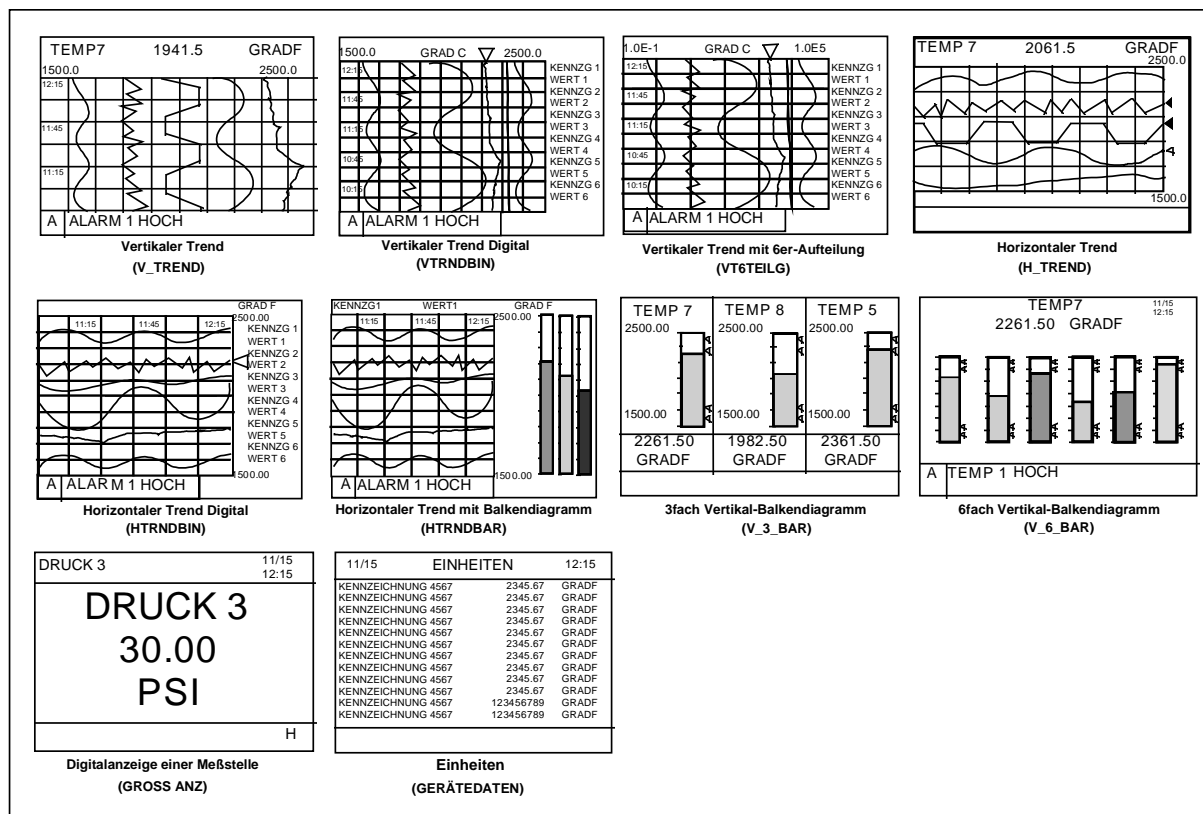 TEMP7 1941.5 GRADF
1500.0 2500.0
12:15
11:45
11:15
A ALARM 1 HOCH
Vertikaler Trend
(V_TREND)
1500.0 GRAD C 2500.0
12:15
11:45
11:15
10:45
10:15
KENNZG 1
WERT 1
KENNZG 2
WERT 2
KENNZG 3
WERT 3
KENNZG 4
WERT 4
KENNZG 5
WERT 5
KENNZG 6
WERT 6
A ALARM 1 HOCH
Vertikaler Trend Digital
(VTRNDBIN)
1.0E-1 GRAD C 1.0E5
12:15
11:45
11:15
10:45
10:15
KENNZG 1
WERT 1
KENNZG 2
WERT 2
KENNZG 3
WERT 3
KENNZG 4
WERT 4
KENNZG 5
WERT 5
KENNZG 6
WERT 6
A ALARM 1 HOCH
Vertikaler Trend mit 6er-Aufteilung
(VT6TEILG)
TEMP 7 2061.5 GRADF
2500.0
4
1500.0
Horizontaler Trend
(H_TREND)
GRAD F
2500.00
11:15 11:45 12:15
KENNZG 1
WERT 1
KENNZG 2
WERT 2
KENNZG 3
WERT 3
KENNZG 4
WERT 4
KENNZG 5
WERT 5
KENNZG 6
WERT 6
1500.00
A ALARM 1 HOCH
Horizontaler Trend Digital
(HTRNDBIN)
KENNZG1 WERT1 GRAD F
2500.00
11:15 11:45 12:15
1500.00
A ALARM 1 HOCH
Horizontaler Trend mit Balkendiagramm
(HTRNDBAR)
TEMP 7 TEMP 8 TEMP 5
2500.00 2500.00 2500.00
A A A
A A A
A A A
A A A
1500.00 1500.00 1500.00
2261.50 1982.50 2361.50
GRADF GRADF GRADF
3fach Vertikal-Balkendiagramm
(V_3_BAR)
TEMP7 11/15
12:15
2261.50 GRADF
A A A A A A
A A A A A A
A A A A A A
A A A A A A
A TEMP 1 HOCH
6fach Vertikal-Balkendiagramm
(V_6_BAR)
DRUCK 3 11/15
12:15
DRUCK 3
30.00
PSI
H
Digitalanzeige einer Meßstelle
(GROSS ANZ)
11/15 EINHEITEN 12:15
KENNZEICHNUNG 4567 2345.67 GRADF
KENNZEICHNUNG 4567 2345.67 GRADF
KENNZEICHNUNG 4567 2345.67 GRADF
KENNZEICHNUNG 4567 2345.67 GRADF
KENNZEICHNUNG 4567 2345.67 GRADF
KENNZEICHNUNG 4567 2345.67 GRADF
KENNZEICHNUNG 4567 2345.67 GRADF
KENNZEICHNUNG 4567 2345.67 GRADF
KENNZEICHNUNG 4567 2345.67 GRADF
KENNZEICHNUNG 4567 2345.67 GRADF
KENNZEICHNUNG 4567 123456789 GRADF
KENNZEICHNUNG 4567 123456789 GRADF
Einheiten
(GERÄTEDATEN)